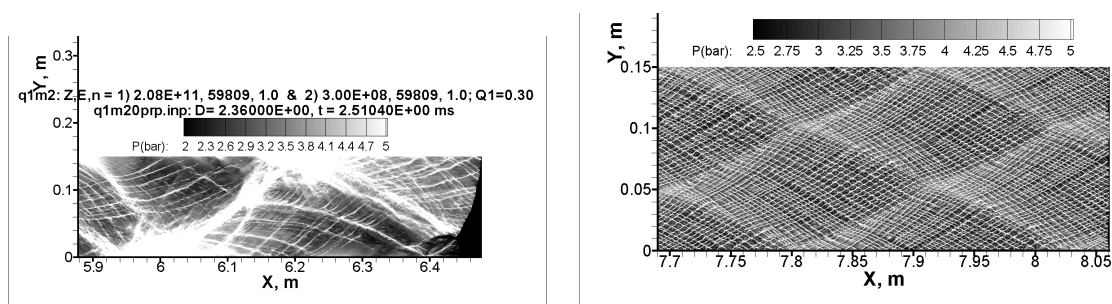 Y, m
0.3
q1m2: Z,E,n = 1) 2.08E+11, 59809, 1.0 & 2) 3.00E+08, 59809, 1.0; Q1=0.30
q1m20prp.inp: D= 2.36000E+00, t = 2.51040E+00 ms
0.2
P(bar): 2 2.3 2.6 2.9 3.2 3.5 3.8 4.1 4.4 4.7 5
0.1
0
5.9 6 6.1 6.2 6.3 6.4
X, m
Y, m
P(bar): 2.5 2.75 3 3.25 3.5 3.75 4 4.25 4.5 4.75 5
0.15
0.1
0.05
0
7.7 7.75 7.8 7.85 7.9 7.95 8 8.05
X, m